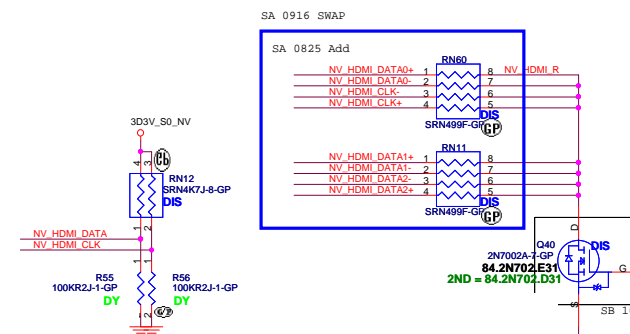 SA 0916 SWAP
SA 0825 Add
RN60
NV_HDMI_DATA0+ 1 8 NV_HDMI_R
NV_HDMI_DATA0- 2 7
NV_HDMI_CLK- 3 6
NV_HDMI_CLK+ 4 5
DIS
SRN499F-GP
GP
3D3V_S0_NV
RN11
NV_HDMI_DATA1+ 1 8
NV_HDMI_DATA1- 2 7
NV_HDMI_DATA2- 3 6
NV_HDMI_DATA2+ 4 5
DIS
SRN499F-GP
GP
4 3
RN12
SRN4K7J-8-GP
DIS
1 2
NV_HDMI_DATA
NV_HDMI_CLK
D
Q40
DIS
2N7002A-7-GP
84.2N702.E31
2ND = 84.2N702.D31
G
S
1 1
R55
100KR2J-1-GP
DY
R56
100KR2J-1-GP
DY
2
SB 1